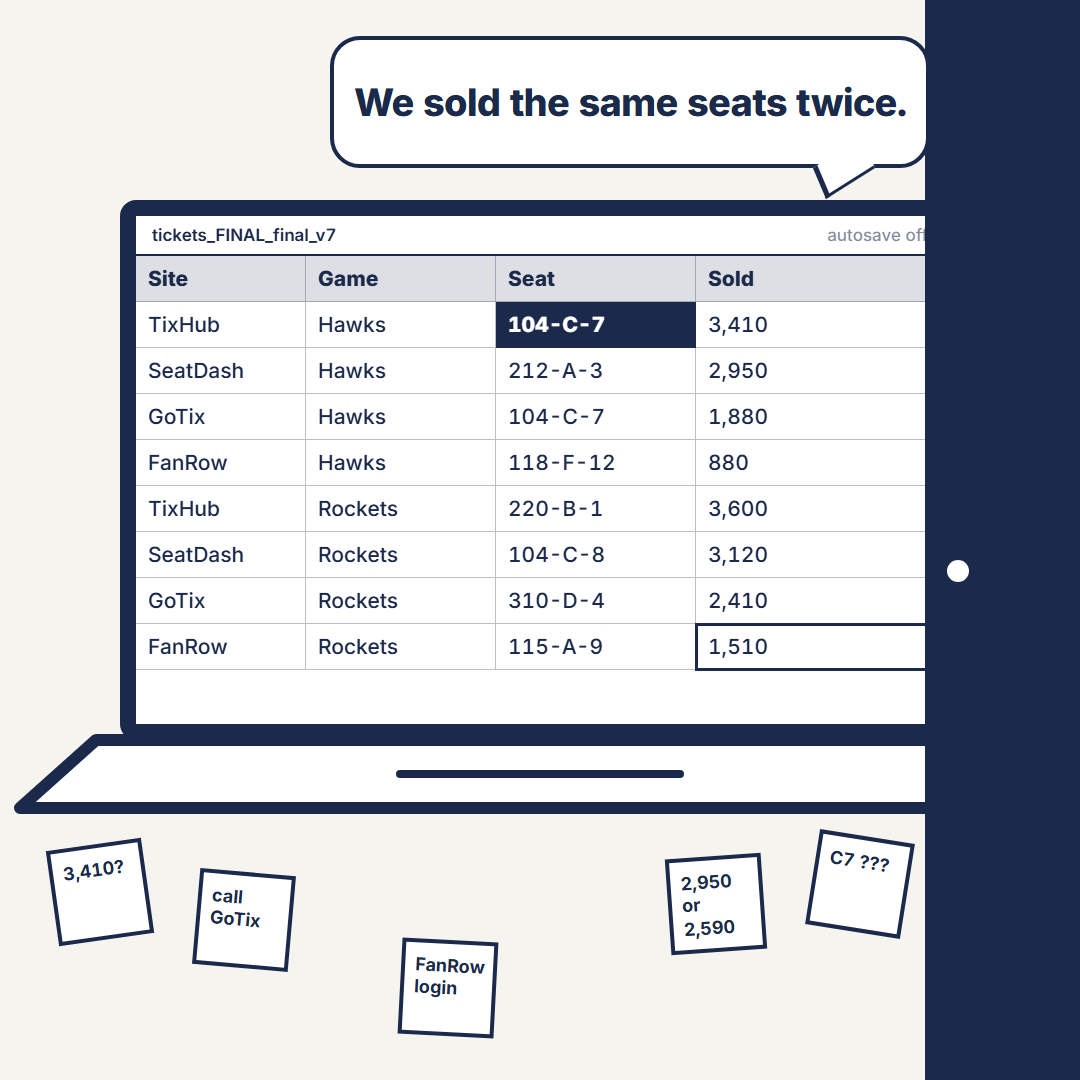 We sold the same seats twice.
tickets_FINAL_final_v7 autosave off
Site Game Seat Sold
TixHub Hawks 104-C-7 3,410
SeatDash Hawks 212-A-3 2,950
GoTix Hawks 104-C-7 1,880
FanRow Hawks 118-F-12 880
TixHub Rockets 220-B-1 3,600
SeatDash Rockets 104-C-8 3,120
GoTix Rockets 310-D-4 2,410
FanRow Rockets 115-A-9 1,510
3,410?
call
GoTix
FanRow
login
2,950
or
2,590
C7 ???